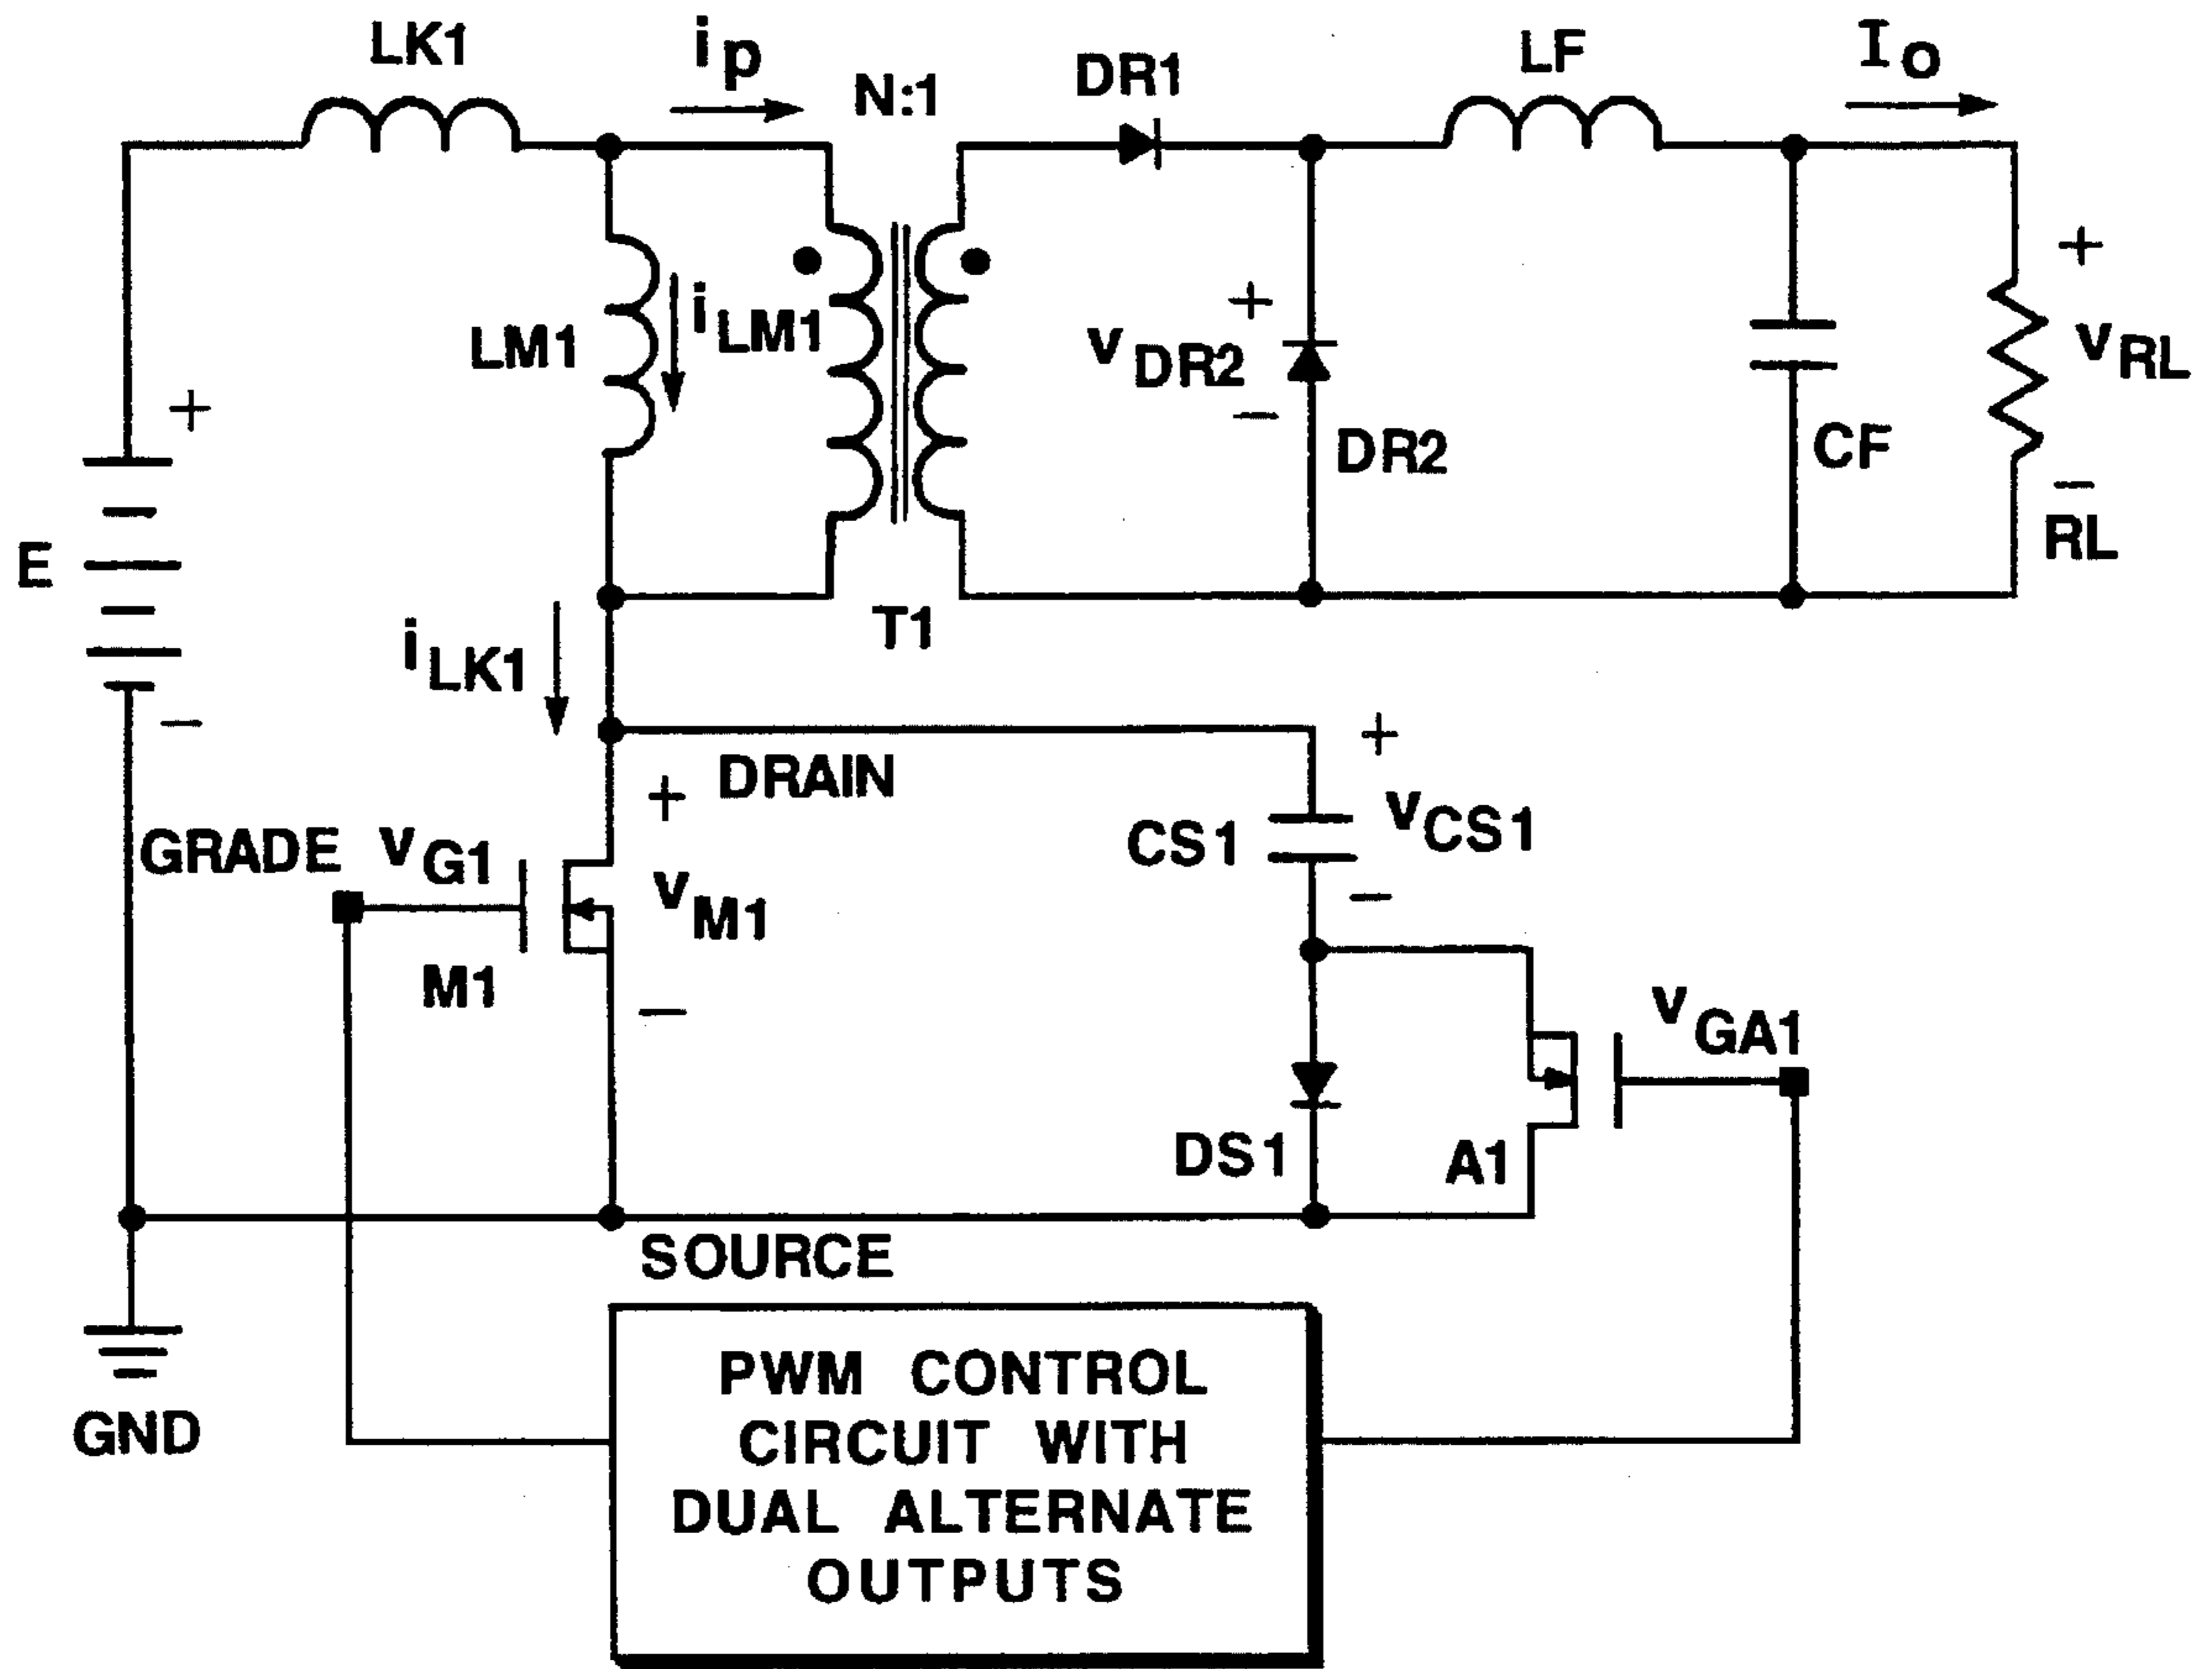 LK1
ip
N:1
DR1
LF
Io
+
LM1
iLM1
+
vDR2
−
DR2
CF
+
vRL
−
RL
+
E
−
T1
iLK1
DRAIN
+
vM1
−
GRADE
vG1
M1
CS1
+
vCS1
−
vGA1
DS1
A1
SOURCE
GND
PWM CONTROL
CIRCUIT WITH
DUAL ALTERNATE
OUTPUTS